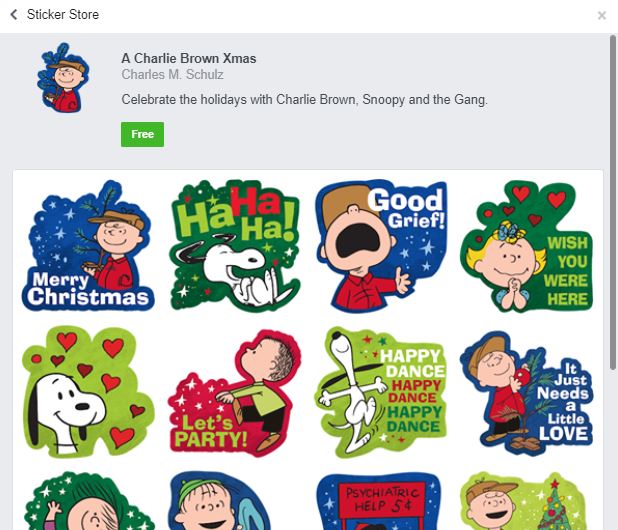 Sticker Store
A Charlie Brown Xmas
Charles M. Schulz
Celebrate the holidays with Charlie Brown, Snoopy and the Gang.
Free
Merry
Christmas
Ha Ha
Ha!
Good
Grief!
WISH
YOU
WERE
HERE
Let's
PARTY!
HAPPY
DANCE
HAPPY
DANCE
HAPPY
DANCE
It
Just
Needs
a
Little
LOVE
PSYCHIATRIC
HELP 5¢